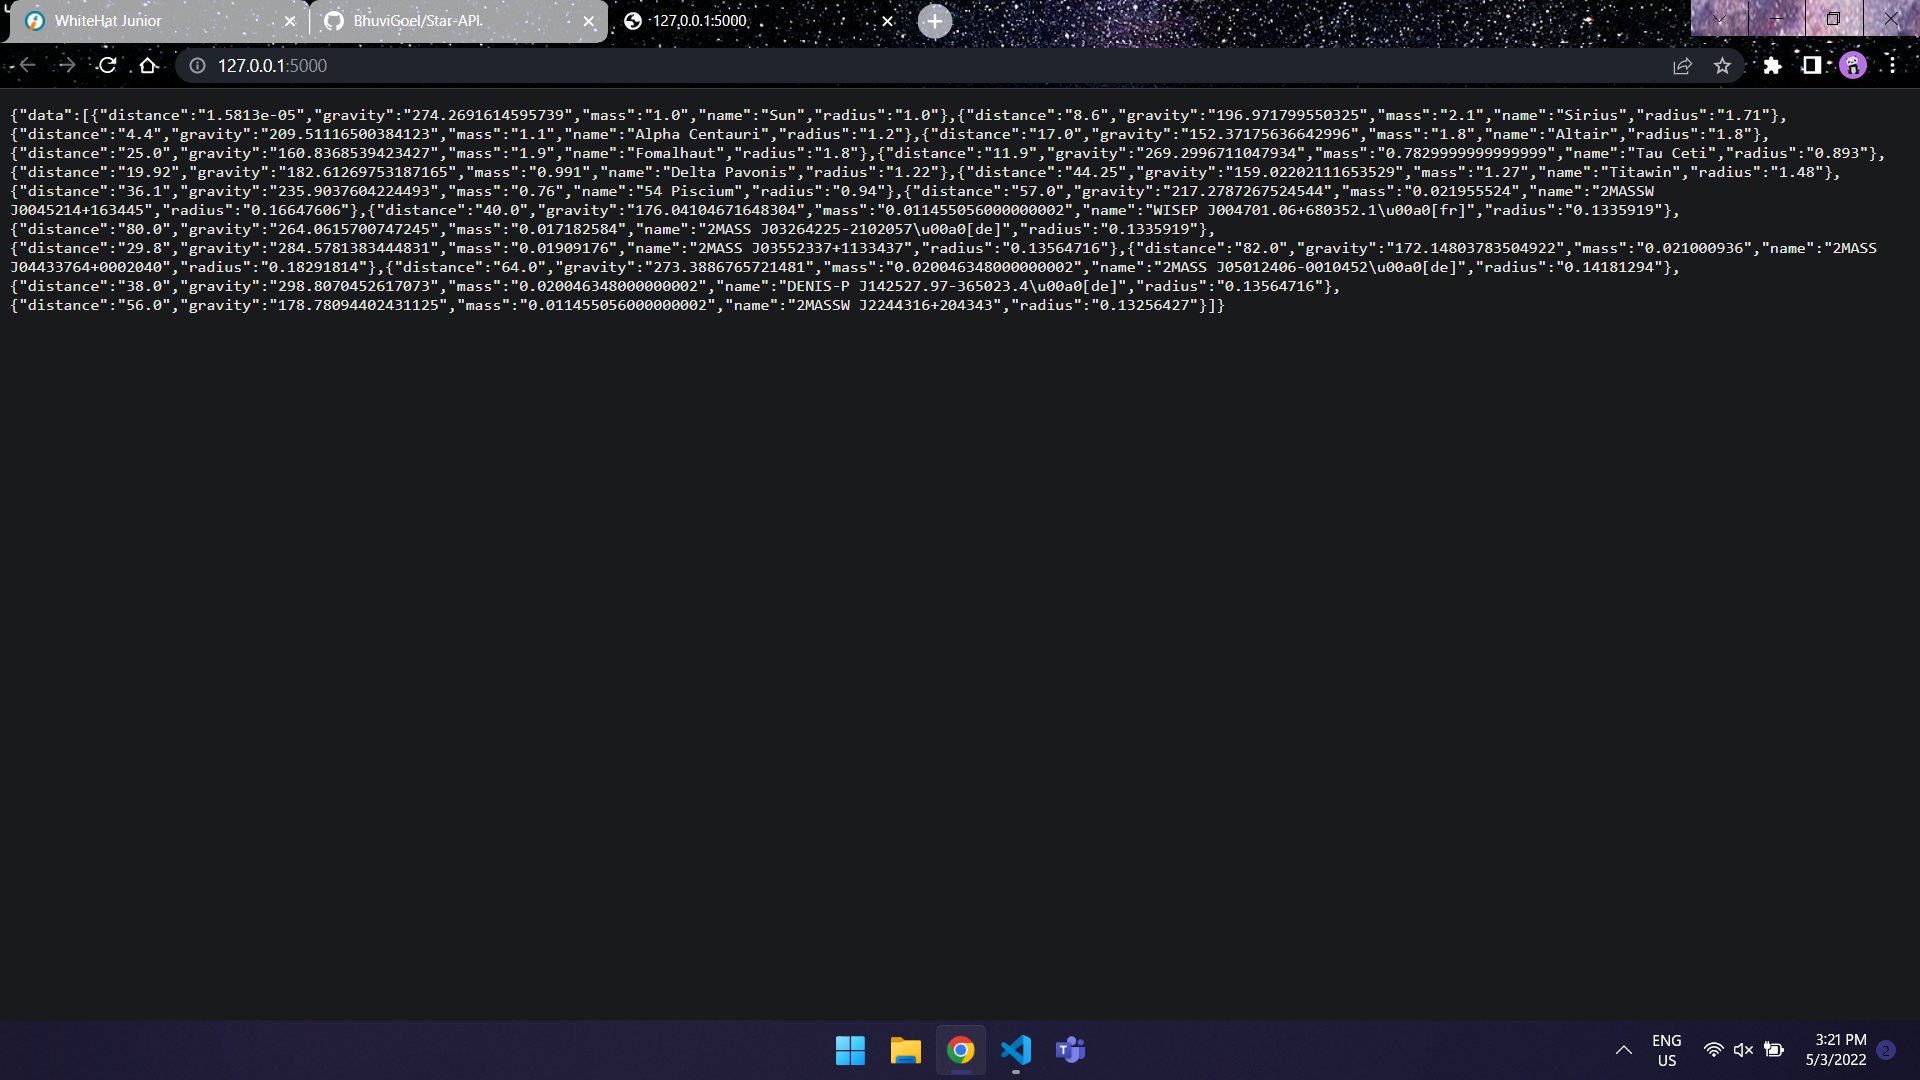 WhiteHat Junior
BhuviGoel/Star-API
127.0.0.1:5000
127.0.0.1:5000
{"data":[{"distance":"1.5813e-05","gravity":"274.2691614595739","mass":"1.0","name":"Sun","radius":"1.0"},{"distance":"8.6","gravity":"196.971799550325","mass":"2.1","name":"Sirius","radius":"1.71"},
{"distance":"4.4","gravity":"209.51116500384123","mass":"1.1","name":"Alpha Centauri","radius":"1.2"},{"distance":"17.0","gravity":"152.37175636642996","mass":"1.8","name":"Altair","radius":"1.8"},
{"distance":"25.0","gravity":"160.8368539423427","mass":"1.9","name":"Fomalhaut","radius":"1.8"},{"distance":"11.9","gravity":"269.2996711047934","mass":"0.7829999999999999","name":"Tau Ceti","radius":"0.893"},
{"distance":"19.92","gravity":"182.61269753187165","mass":"0.991","name":"Delta Pavonis","radius":"1.22"},{"distance":"44.25","gravity":"159.02202111653529","mass":"1.27","name":"Titawin","radius":"1.48"},
{"distance":"36.1","gravity":"235.9037604224493","mass":"0.76","name":"54 Piscium","radius":"0.94"},{"distance":"57.0","gravity":"217.2787267524544","mass":"0.021955524","name":"2MASSW
J0045214+163445","radius":"0.16647606"},{"distance":"40.0","gravity":"176.04104671648304","mass":"0.011455056000000002","name":"WISEP J004701.06+680352.1\u00a0[fr]","radius":"0.1335919"},
{"distance":"80.0","gravity":"264.0615700747245","mass":"0.017182584","name":"2MASS J03264225-2102057\u00a0[de]","radius":"0.1335919"},
{"distance":"29.8","gravity":"284.5781383444831","mass":"0.01909176","name":"2MASS J03552337+1133437","radius":"0.13564716"},{"distance":"82.0","gravity":"172.14803783504922","mass":"0.021000936","name":"2MASS
J04433764+0002040","radius":"0.18291814"},{"distance":"64.0","gravity":"273.3886765721481","mass":"0.020046348000000002","name":"2MASS J05012406-0010452\u00a0[de]","radius":"0.14181294"},
{"distance":"38.0","gravity":"298.8070452617073","mass":"0.020046348000000002","name":"DENIS-P J142527.97-365023.4\u00a0[de]","radius":"0.13564716"},
{"distance":"56.0","gravity":"178.78094402431125","mass":"0.011455056000000002","name":"2MASSW J2244316+204343","radius":"0.13256427"}]}
ENG
US
3:21 PM
5/3/2022
2